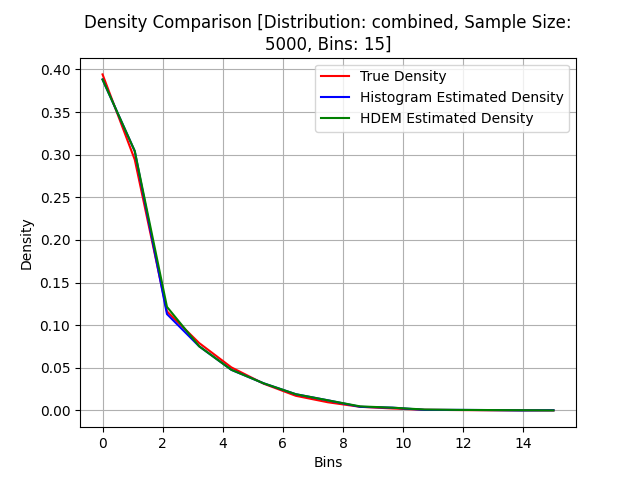 Density Comparison [Distribution: combined, Sample Size:
5000, Bins: 15]
True Density
Histogram Estimated Density
HDEM Estimated Density
Density
0.40
0.35
0.30
0.25
0.20
0.15
0.10
0.05
0.00
0 2 4 6 8 10 12 14
Bins